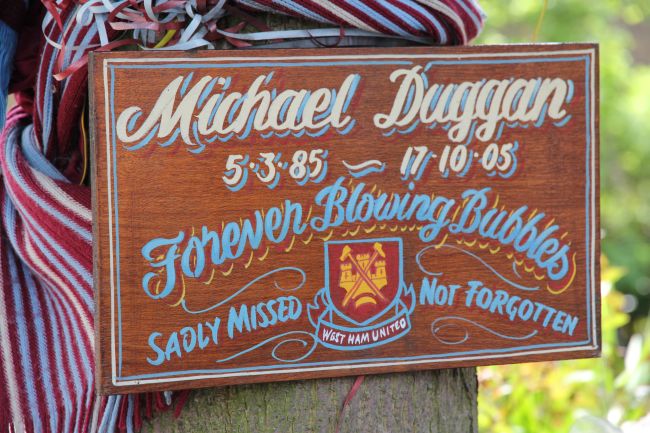 Michael Duggan
5·3·85 ~ 17·10·05
Forever Blowing Bubbles
SADLY MISSED NOT FORGOTTEN
WEST HAM UNITED